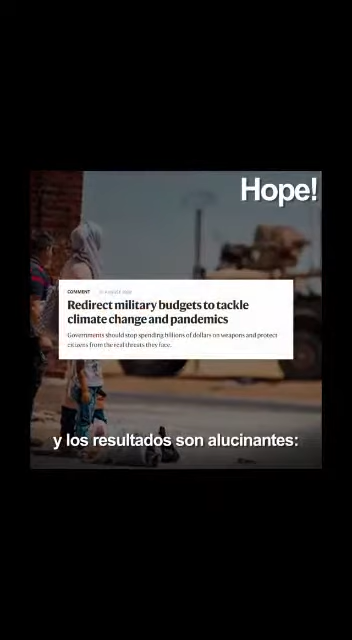 Hope!
COMMENT
Redirect military budgets to tackle
climate change and pandemics
Governments should stop spending billions of dollars on weapons and protect
citizens from the real threats they face.
y los resultados son alucinantes: